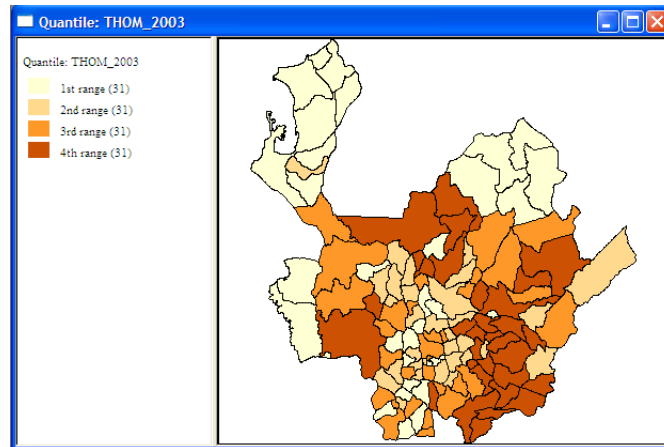 Quantile: THOM_2003
Quantile: THOM_2003
1st range (31)
2nd range (31)
3rd range (31)
4th range (31)